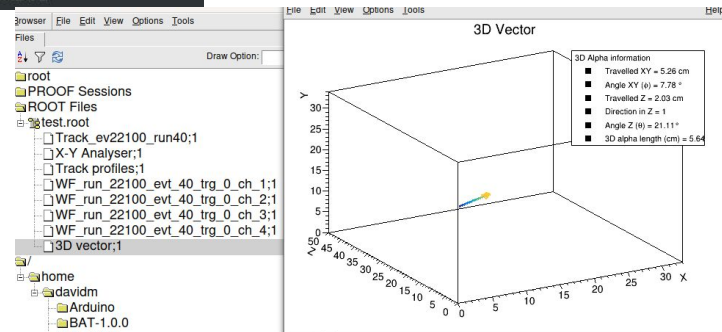 Browser File Edit View Options Tools
Files
Draw Option:
root
PROOF Sessions
ROOT Files
test.root
Track_ev22100_run40;1
X-Y Analyser;1
Track profiles;1
WF_run_22100_evt_40_trg_0_ch_1;1
WF_run_22100_evt_40_trg_0_ch_2;1
WF_run_22100_evt_40_trg_0_ch_3;1
WF_run_22100_evt_40_trg_0_ch_4;1
3D vector;1
/
home
davidm
Arduino
BAT-1.0.0
File Edit View Options Tools Help
3D Vector
3D Alpha information
Travelled XY = 5.26 cm
Angle XY (ϕ) = 7.78 °
Travelled Z = 2.03 cm
Direction in Z = 1
Angle Z (θ) = 21.11°
3D alpha length (cm) = 5.64
Y
30
25
20
15
10
5
0
Z
50 45 40 35 30 25 20 15 10 5 0
0 5 10 15 20 25 30 X